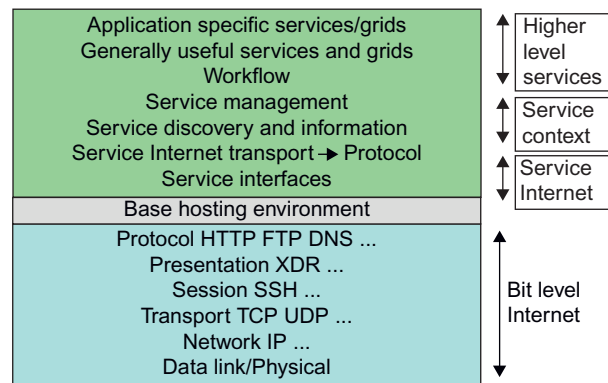 Application specific services/grids
Generally useful services and grids
Workflow
Service management
Service discovery and information
Service Internet transport → Protocol
Service interfaces
Base hosting environment
Protocol HTTP FTP DNS ...
Presentation XDR ...
Session SSH ...
Transport TCP UDP ...
Network IP ...
Data link/Physical
Higher
level
services
Service
context
Service
Internet
Bit level
Internet